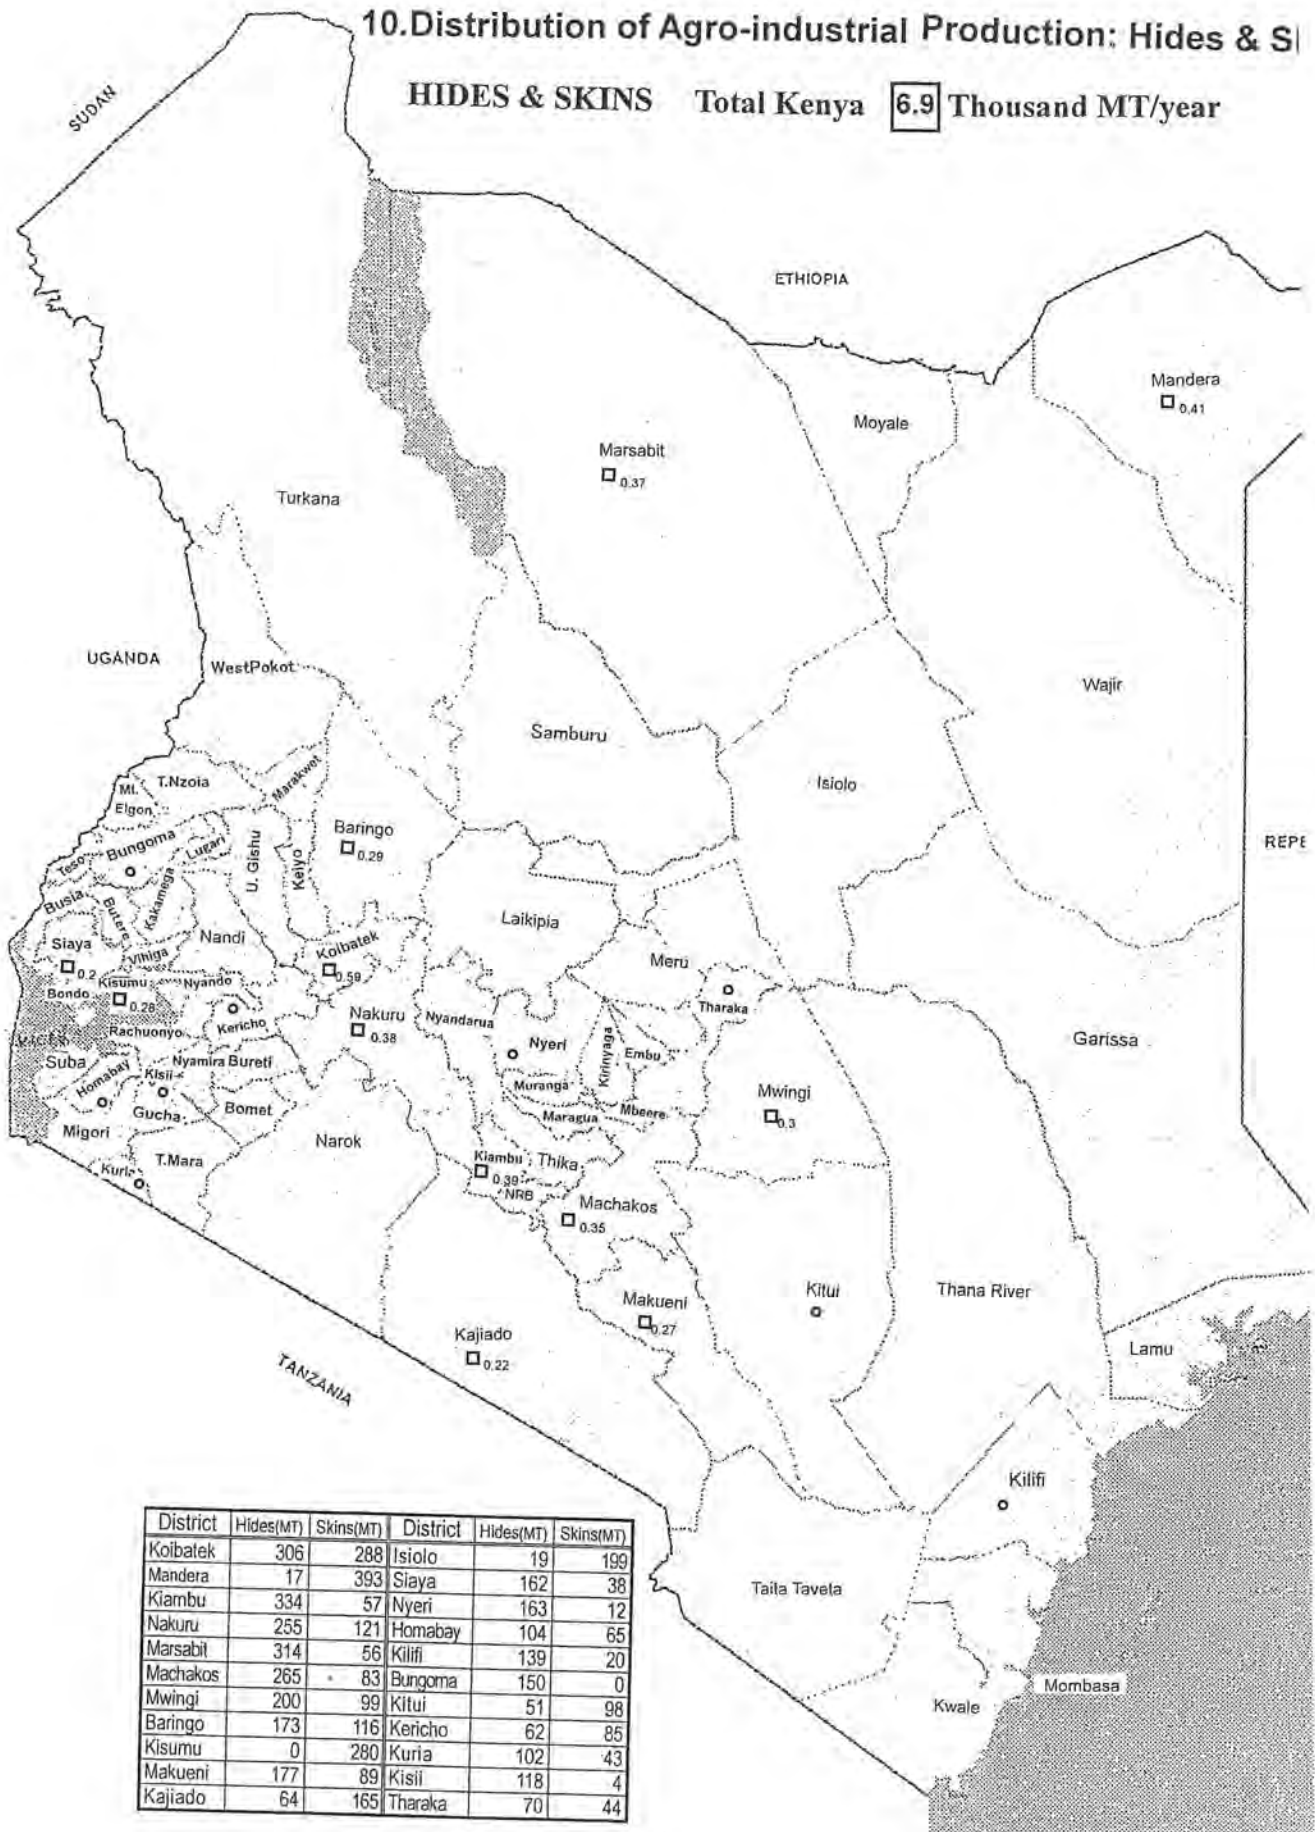 10.Distribution of Agro-industrial Production: Hides & S
HIDES & SKINS Total Kenya 6.9 Thousand MT/year
SUDAN
ETHIOPIA
Mandera
0.41
Moyale
Marsabit
0.37
Turkana
UGANDA
WestPokot
Wajir
Samburu
Isiolo
Mt.
Elgon
T.Nzoia
Marakwet
Baringo
0.29
Bungoma
Lugari
U. Gishu
Keiyo
Teso
REPE
Busia
Butere
Kakamega
Laikipia
Siaya
0.2
Vihiga
Nandi
Koibatek
0.59
Meru
Tharaka
Kisumu
0.28
Bondo
Nyando
Kericho
Rachuonyo
Nakuru
0.38
Nyandarua
Nyeri
Kirinyaga
Embu
Garissa
Suba
Homabay
Kisii
Nyamira
Bureti
Muranga
Maragua
Mbeere
Mwingi
0.3
Gucha
Bomet
Migori
Narok
Kuria
T.Mara
Kiambu
0.39
Thika
NRB
Machakos
0.35
Kitui
Thana River
Makueni
0.27
Kajiado
0.22
Lamu
TANZANIA
Kilifi
Taita Taveta
Mombasa
Kwale
District Hides(MT) Skins(MT) District Hides(MT) Skins(MT)
Koibatek 306 288 Isiolo 19 199
Mandera 17 393 Siaya 162 38
Kiambu 334 57 Nyeri 163 12
Nakuru 255 121 Homabay 104 65
Marsabit 314 56 Kilifi 139 20
Machakos 265 83 Bungoma 150 0
Mwingi 200 99 Kitui 51 98
Baringo 173 116 Kericho 62 85
Kisumu 0 280 Kuria 102 43
Makueni 177 89 Kisii 118 4
Kajiado 64 165 Tharaka 70 44